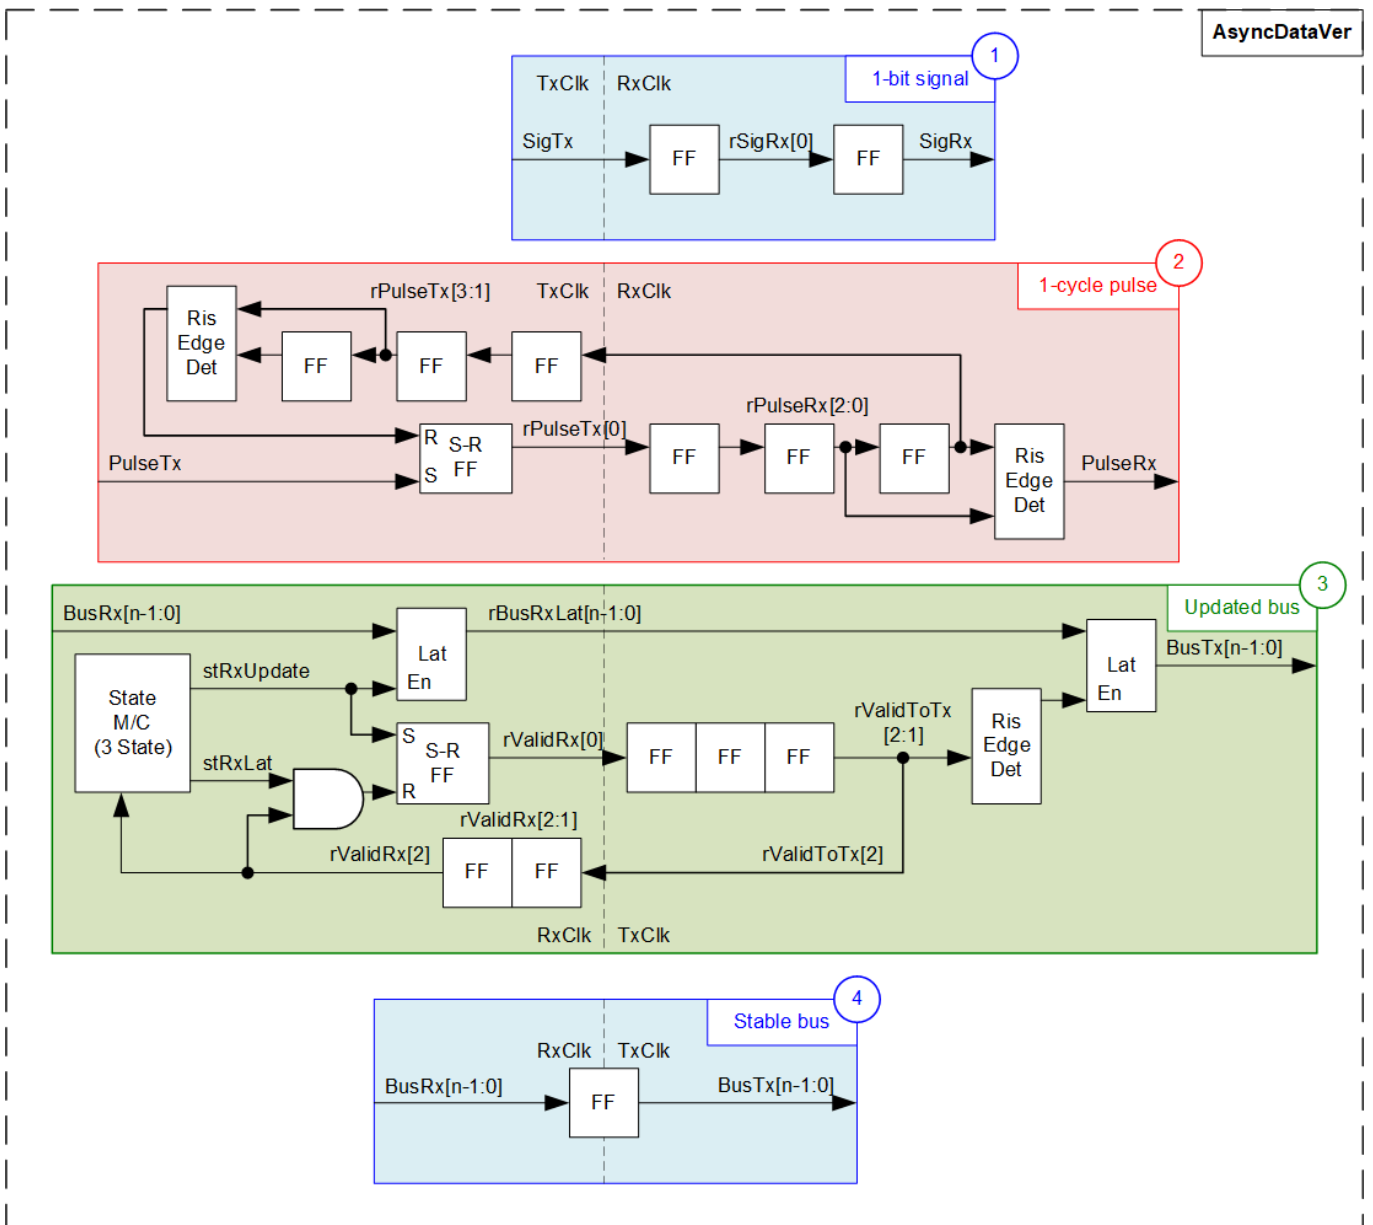 AsyncDataVer
1
1-bit signal
TxClk
RxClk
SigTx
FF
rSigRx[0]
FF
SigRx
2
1-cycle pulse
rPulseTx[3:1]
TxClk
RxClk
Ris
Edge
Det
FF
FF
FF
rPulseRx[2:0]
PulseTx
R
S
S-R
FF
rPulseTx[0]
FF
FF
FF
Ris
Edge
Det
PulseRx
3
Updated bus
BusRx[n-1:0]
Lat
En
rBusRxLat[n-1:0]
Lat
En
BusTx[n-1:0]
State
M/C
(3 State)
stRxUpdate
stRxLat
S
R
S-R
FF
rValidRx[0]
FF
FF
FF
rValidToTx
[2:1]
Ris
Edge
Det
rValidRx[2:1]
rValidRx[2]
FF
FF
rValidToTx[2]
RxClk
TxClk
4
Stable bus
RxClk
TxClk
BusRx[n-1:0]
FF
BusTx[n-1:0]